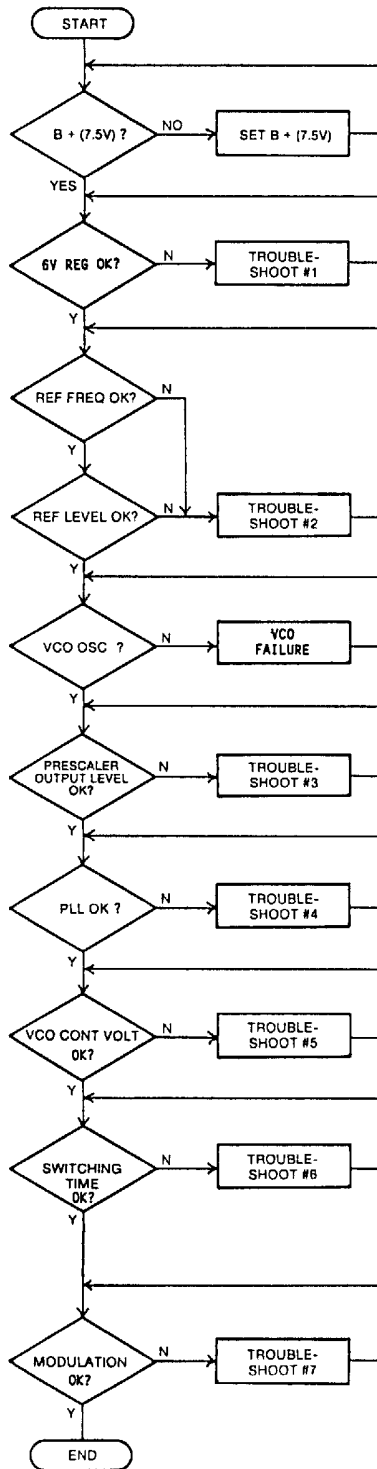 START
B + (7.5V) ?
NO
SET B + (7.5V)
YES
6V REG OK?
N
TROUBLE-
SHOOT #1
Y
REF FREQ OK?
N
Y
REF LEVEL OK?
N
TROUBLE-
SHOOT #2
Y
VCO OSC ?
N
VCO
FAILURE
Y
PRESCALER
OUTPUT LEVEL
OK?
N
TROUBLE-
SHOOT #3
Y
PLL OK ?
N
TROUBLE-
SHOOT #4
Y
VCO CONT VOLT
OK?
N
TROUBLE-
SHOOT #5
Y
SWITCHING
TIME
OK?
N
TROUBLE-
SHOOT #6
Y
MODULATION
OK?
N
TROUBLE-
SHOOT #7
Y
END